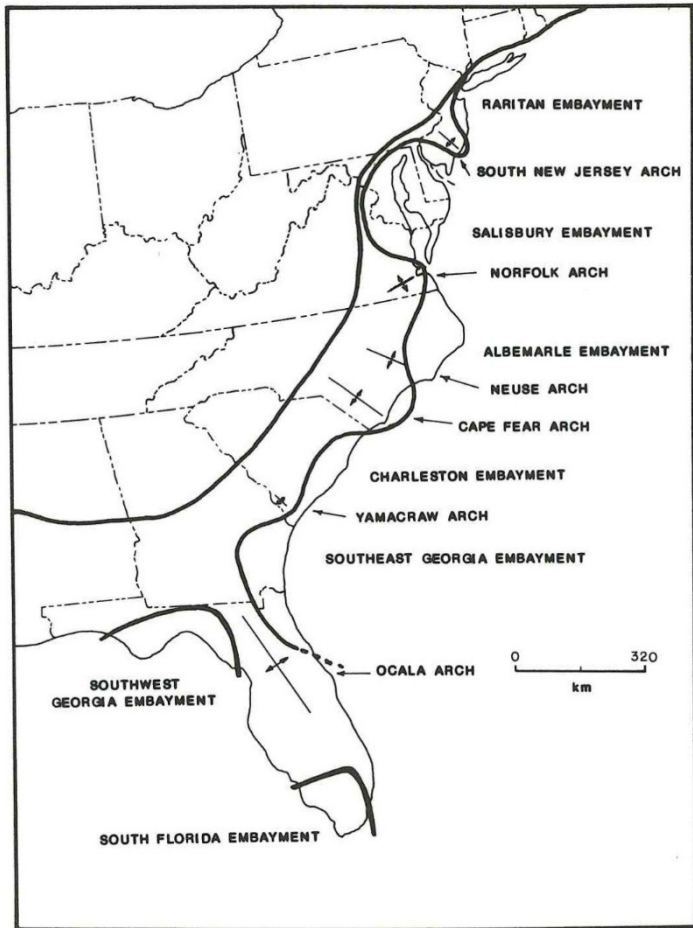 RARITAN EMBAYMENT
SOUTH NEW JERSEY ARCH
SALISBURY EMBAYMENT
NORFOLK ARCH
ALBEMARLE EMBAYMENT
NEUSE ARCH
CAPE FEAR ARCH
CHARLESTON EMBAYMENT
YAMACRAW ARCH
SOUTHEAST GEORGIA EMBAYMENT
0 320
km
OCALA ARCH
SOUTHWEST
GEORGIA EMBAYMENT
SOUTH FLORIDA EMBAYMENT